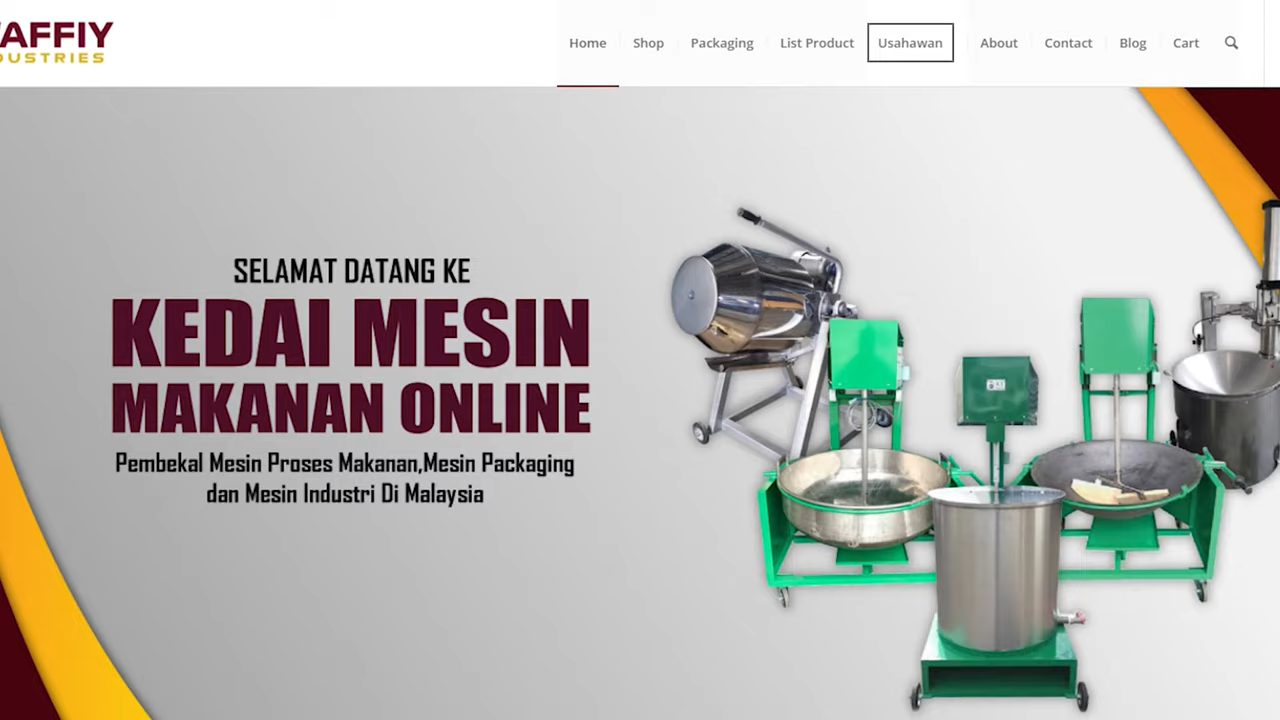 AFFIY
DUSTRIES
Home Shop Packaging List Product Usahawan About Contact Blog Cart
SELAMAT DATANG KE
KEDAI MESIN
MAKANAN ONLINE
Pembekal Mesin Proses Makanan,Mesin Packaging
dan Mesin Industri Di Malaysia